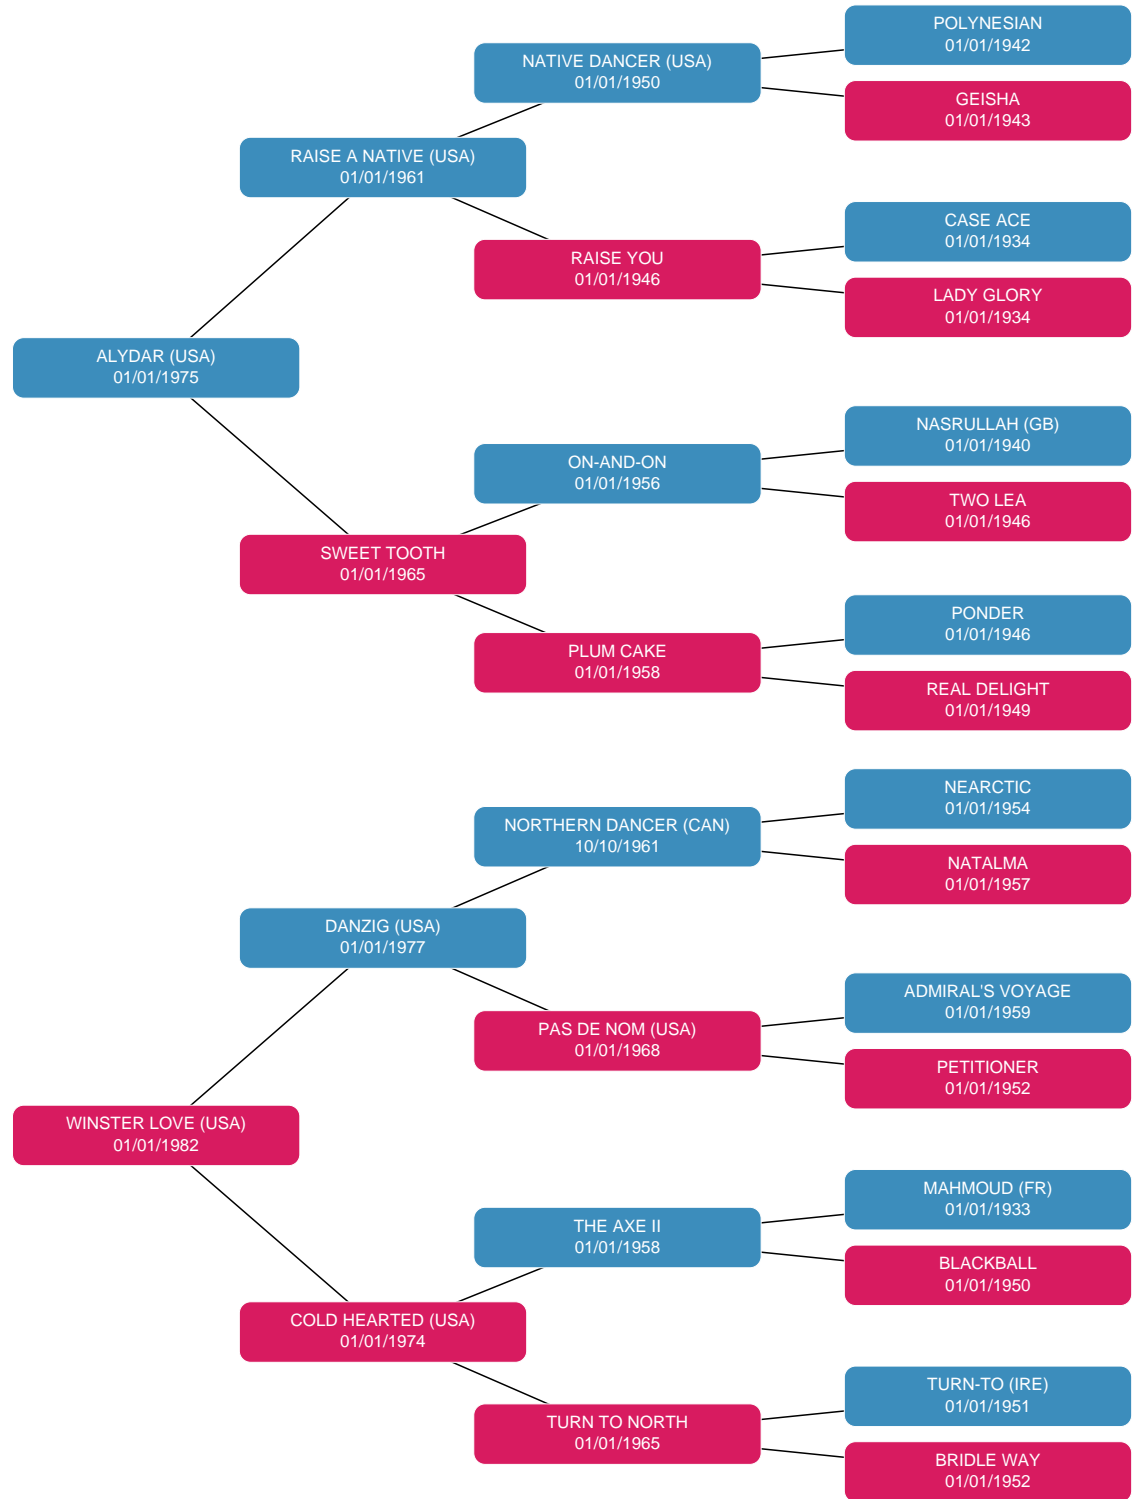 POLYNESIAN
01/01/1942
NATIVE DANCER (USA)
01/01/1950
GEISHA
01/01/1943
RAISE A NATIVE (USA)
01/01/1961
CASE ACE
01/01/1934
RAISE YOU
01/01/1946
LADY GLORY
01/01/1934
ALYDAR (USA)
01/01/1975
NASRULLAH (GB)
01/01/1940
ON-AND-ON
01/01/1956
TWO LEA
01/01/1946
SWEET TOOTH
01/01/1965
PONDER
01/01/1946
PLUM CAKE
01/01/1958
REAL DELIGHT
01/01/1949
NEARCTIC
01/01/1954
NORTHERN DANCER (CAN)
10/10/1961
NATALMA
01/01/1957
DANZIG (USA)
01/01/1977
ADMIRAL'S VOYAGE
01/01/1959
PAS DE NOM (USA)
01/01/1968
PETITIONER
01/01/1952
WINSTER LOVE (USA)
01/01/1982
MAHMOUD (FR)
01/01/1933
THE AXE II
01/01/1958
BLACKBALL
01/01/1950
COLD HEARTED (USA)
01/01/1974
TURN-TO (IRE)
01/01/1951
TURN TO NORTH
01/01/1965
BRIDLE WAY
01/01/1952